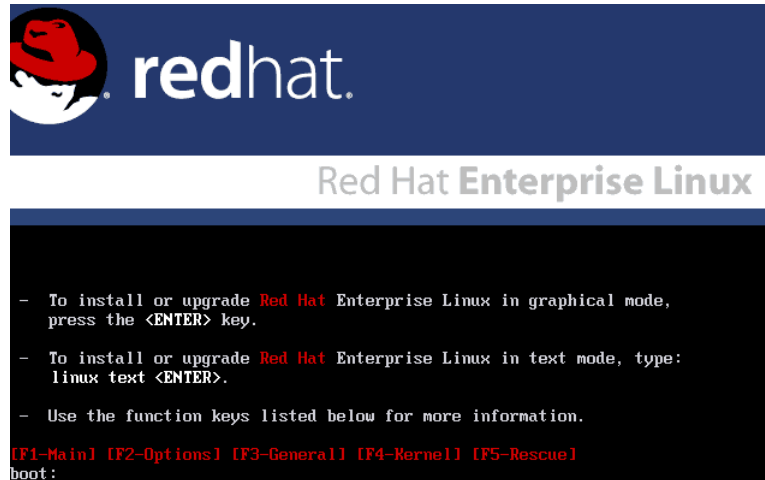 redhat.
Red Hat Enterprise Linux
- To install or upgrade Red Hat Enterprise Linux in graphical mode,
press the <ENTER> key.
- To install or upgrade Red Hat Enterprise Linux in text mode, type:
linux text <ENTER>.
- Use the function keys listed below for more information.
[F1-Main] [F2-Options] [F3-General] [F4-Kernel] [F5-Rescue]
boot: